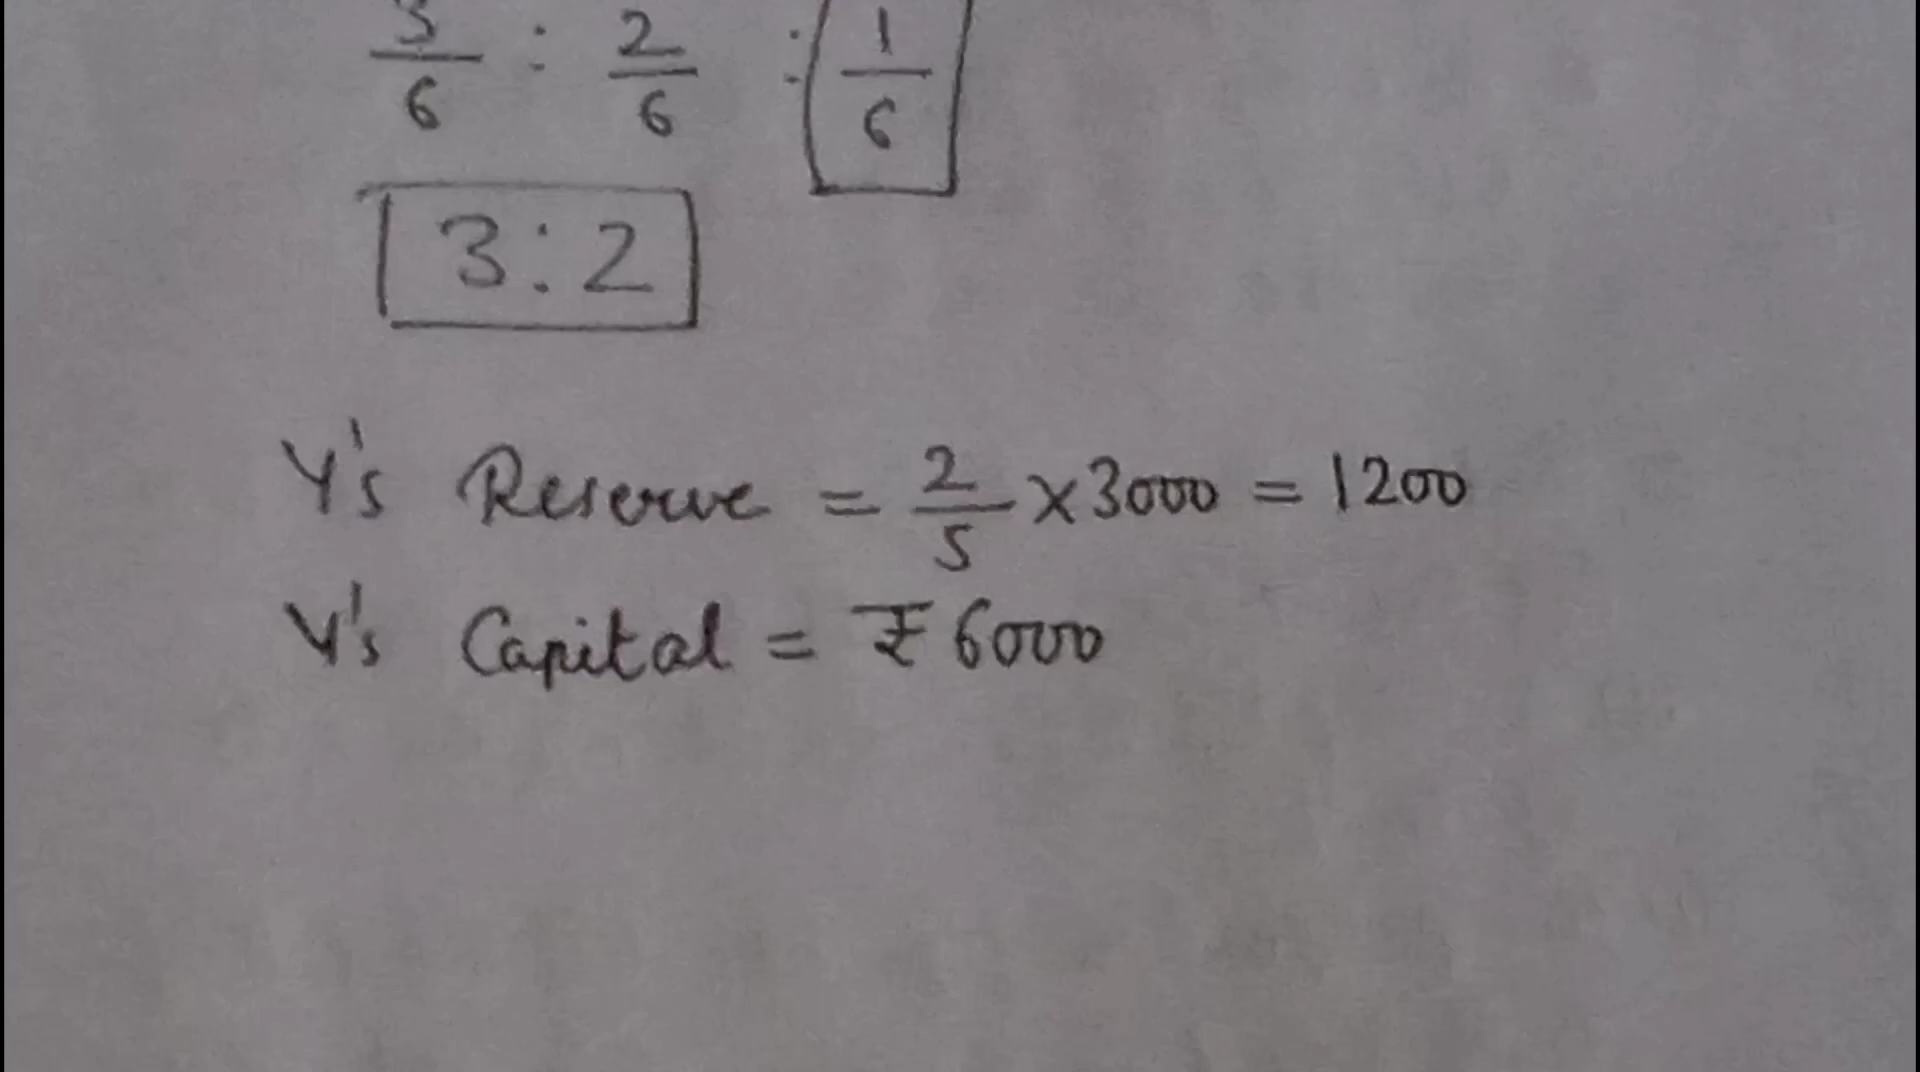 3/6 : 2/6 : 1/6
3:2
Y's Reserve = 2/5 x 3000 = 1200
Y's Capital = ₹ 6000